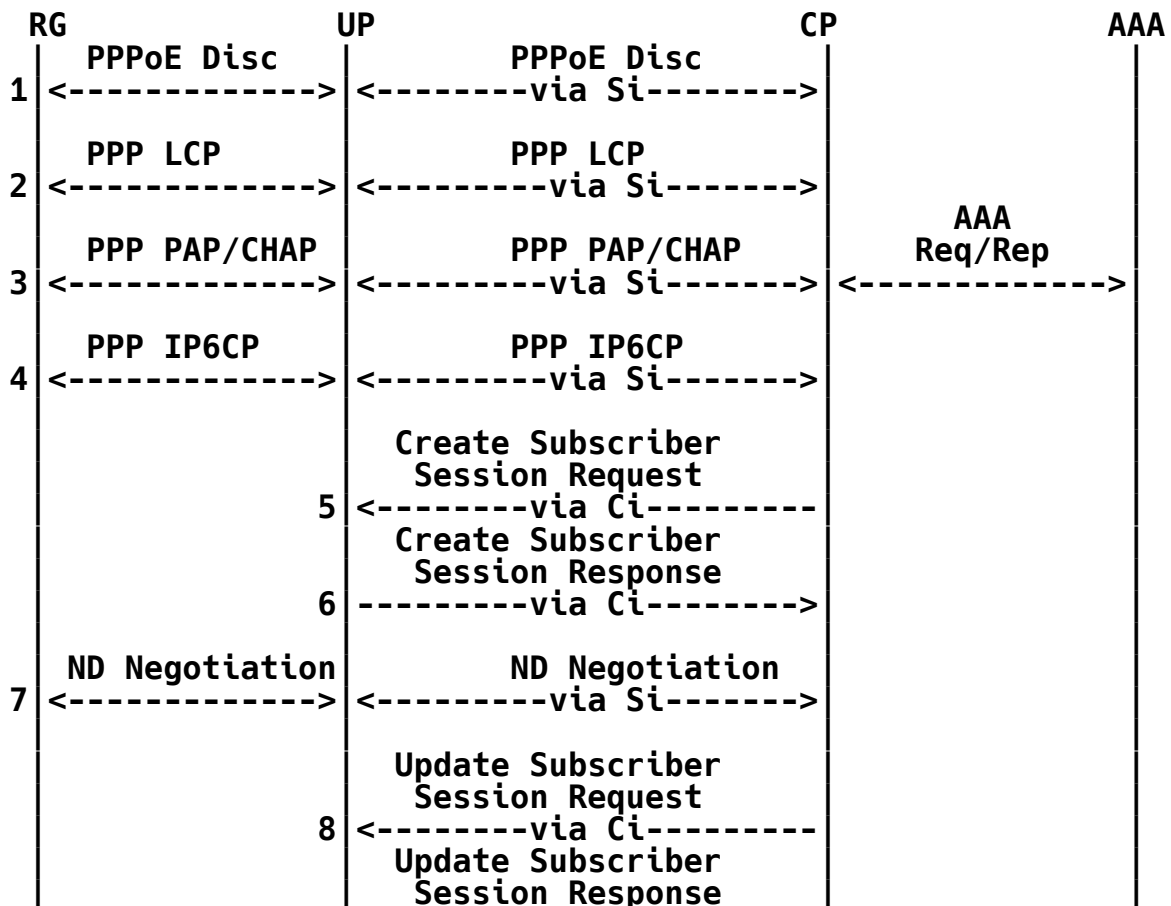 RG UP CP AAA
PPPoE Disc PPPoE Disc
1 <-------------> <--------via Si-------->
PPP LCP PPP LCP
2 <-------------> <---------via Si------->
AAA
PPP PAP/CHAP PPP PAP/CHAP Req/Rep
3 <-------------> <---------via Si-------> <------------->
PPP IP6CP PPP IP6CP
4 <-------------> <---------via Si------->
Create Subscriber
Session Request
5 <--------via Ci---------
Create Subscriber
Session Response
6 ---------via Ci-------->
ND Negotiation ND Negotiation
7 <-------------> <---------via Si------->
Update Subscriber
Session Request
8 <--------via Ci---------
Update Subscriber
Session Response